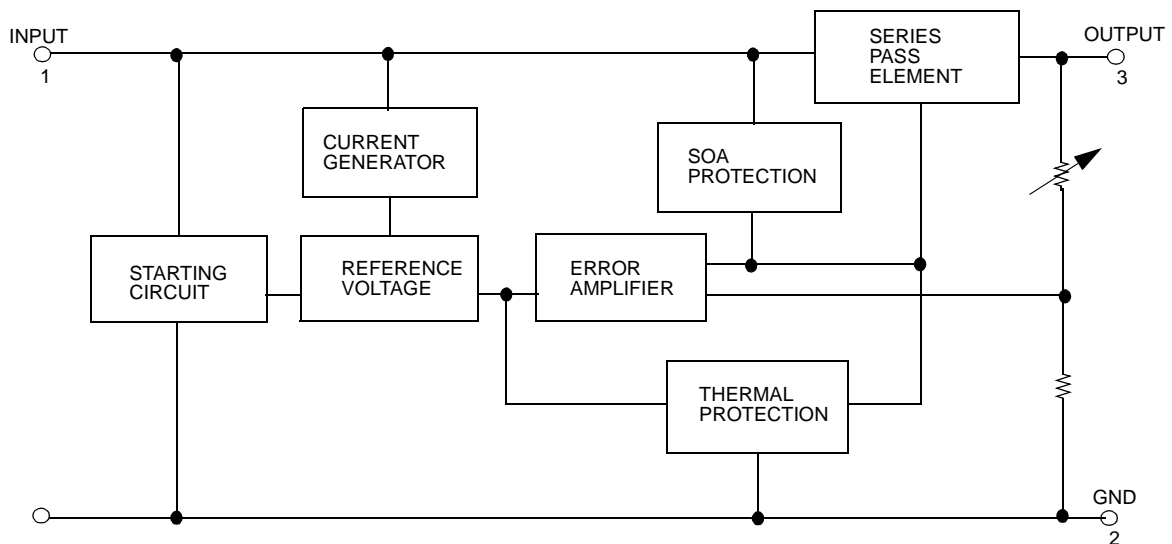 INPUT
1
SERIES
PASS
ELEMENT
OUTPUT
3
CURRENT
GENERATOR
SOA
PROTECTION
STARTING
CIRCUIT
REFERENCE
VOLTAGE
ERROR
AMPLIFIER
THERMAL
PROTECTION
GND
2